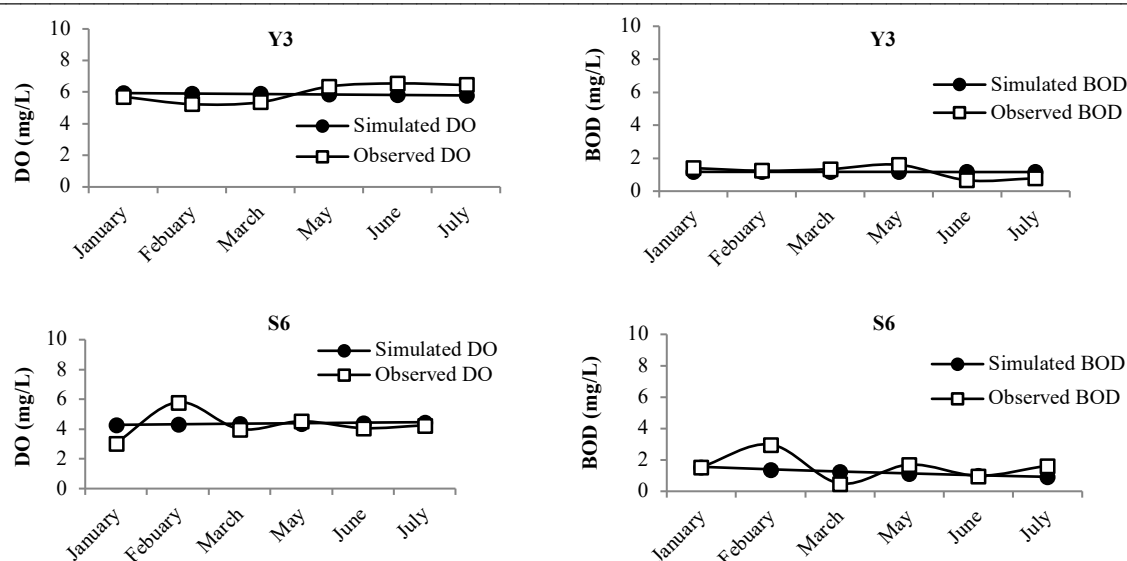 Y3
10
8
6
4
2
0
DO (mg/L)
Simulated DO
Observed DO
January
Febuary
March
May
June
July
Y3
10
8
6
4
2
0
BOD (mg/L)
Simulated BOD
Observed BOD
January
Febuary
March
May
June
July
S6
10
8
6
4
2
0
DO (mg/L)
Simulated DO
Observed DO
January
Febuary
March
May
June
July
S6
10
8
6
4
2
0
BOD (mg/L)
Simulated BOD
Observed BOD
January
Febuary
March
May
June
July